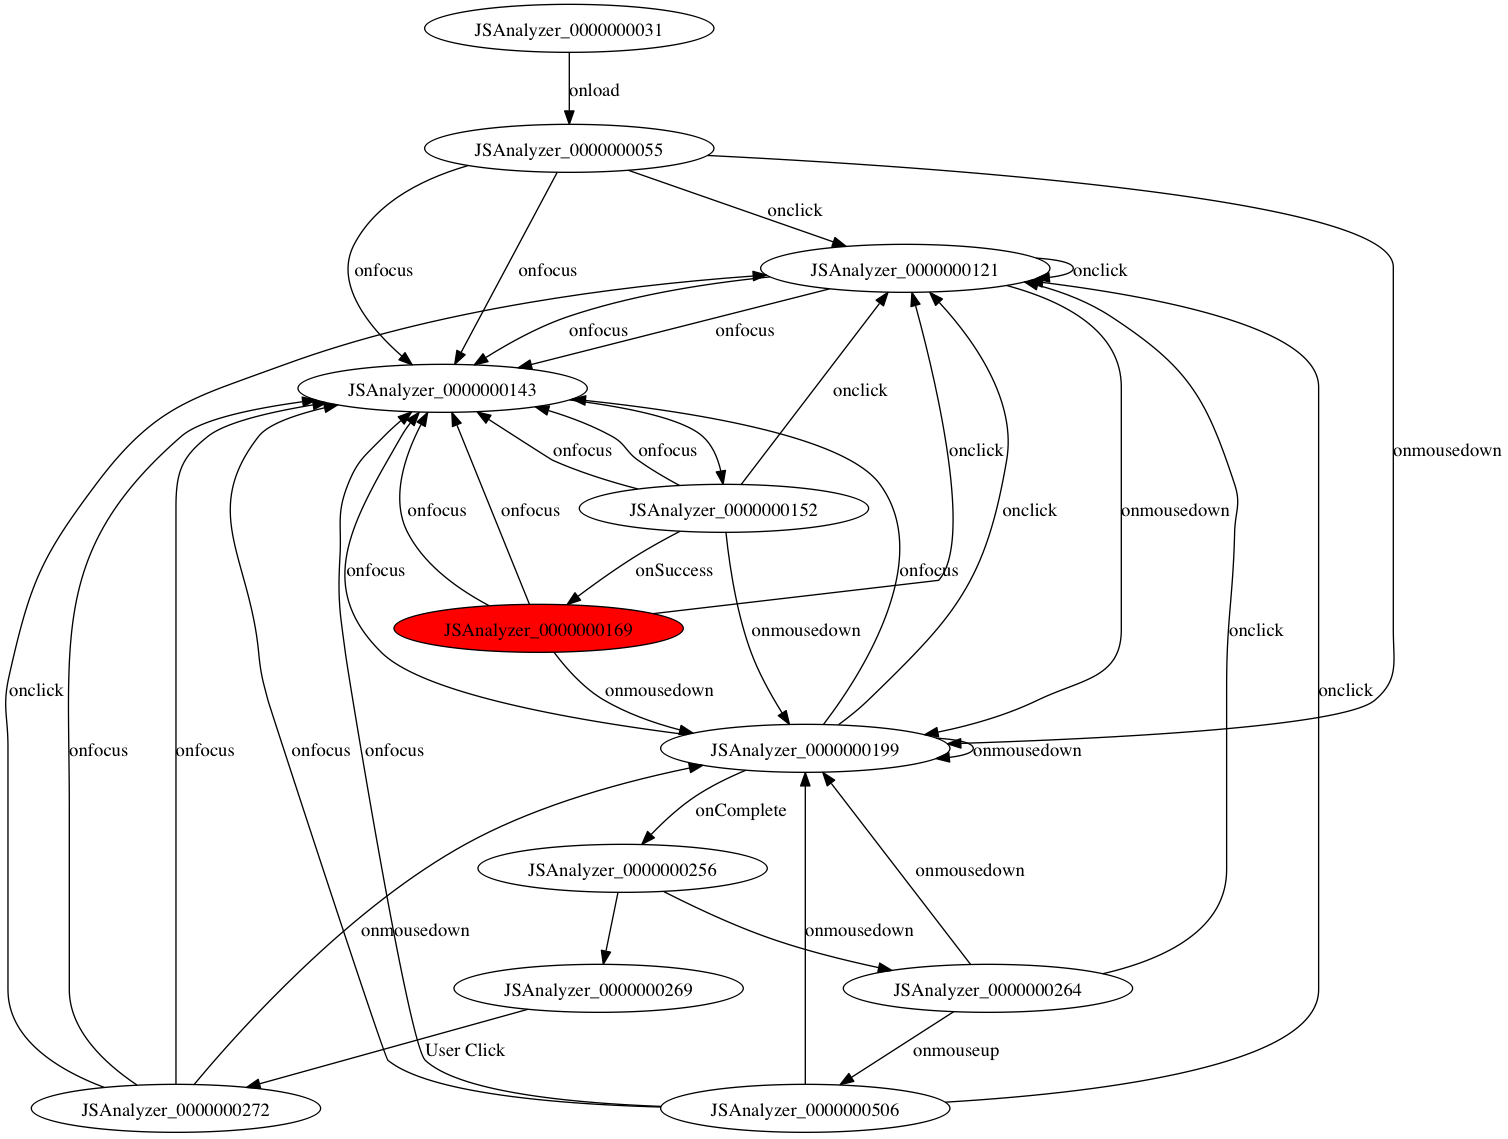 JSAnalyzer_0000000031
onload
JSAnalyzer_0000000055
onclick
onfocus
onfocus
JSAnalyzer_0000000121
onclick
onfocus
onfocus
JSAnalyzer_0000000143
onclick
onfocus
onfocus
onclick
onmousedown
JSAnalyzer_0000000152
onfocus
onfocus
onclick
onmousedown
onfocus
onSuccess
onfocus
JSAnalyzer_0000000169
onmousedown
onclick
onclick
onfocus
onfocus
onfocus
onfocus
onmousedown
onclick
JSAnalyzer_0000000199
onmousedown
onComplete
JSAnalyzer_0000000256
onmousedown
onmousedown
onmousedown
JSAnalyzer_0000000269
JSAnalyzer_0000000264
User Click
onmouseup
JSAnalyzer_0000000272
JSAnalyzer_0000000506